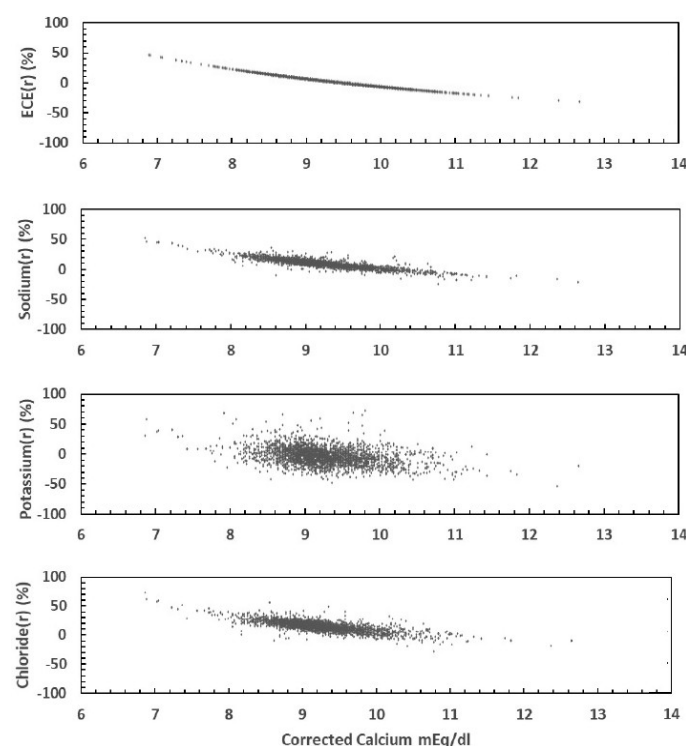 100
50
0
-50
-100
ECE(r) (%)
6 7 8 9 10 11 12 13 14
100
50
0
-50
-100
Sodium(r) (%)
6 7 8 9 10 11 12 13 14
100
50
0
-50
-100
Potassium(r) (%)
6 7 8 9 10 11 12 13 14
100
50
0
-50
-100
Chloride(r) (%)
6 7 8 9 10 11 12 13 14
Corrected Calcium mEq/dl